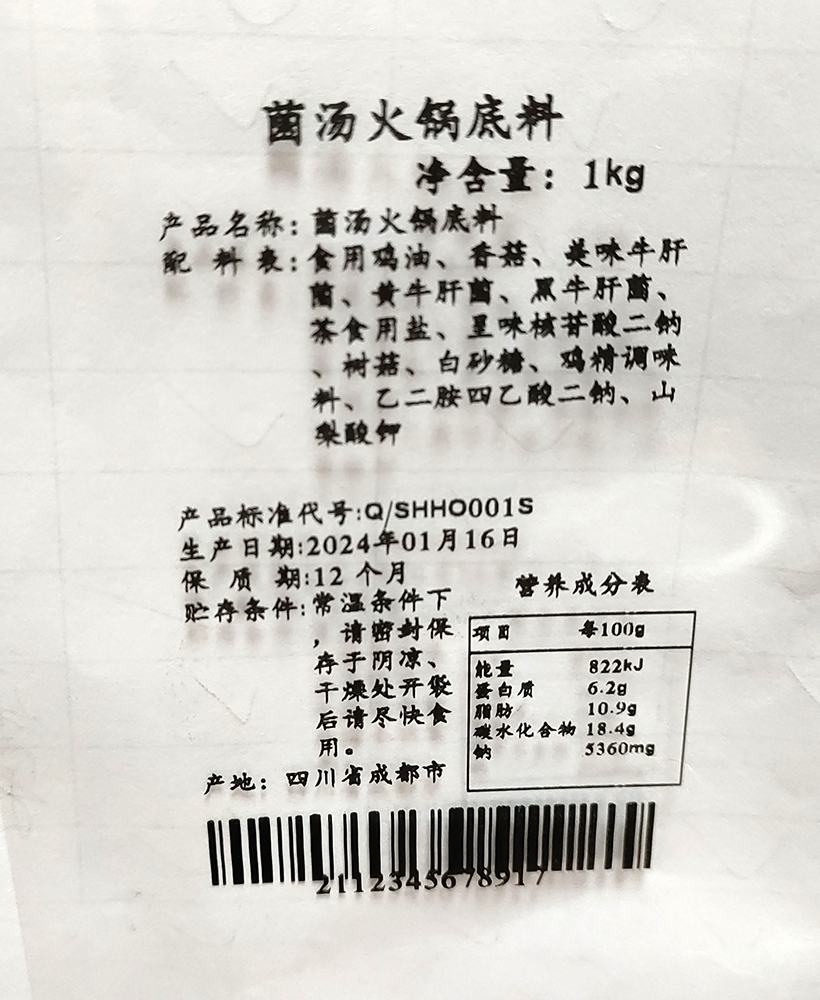 菌汤火锅底料
净含量：1kg
产品名称：菌汤火锅底料
配 料 表：食用鸡油、香菇、美味牛肝
菌、黄牛肝菌、黑牛肝菌、
茶食用盐、呈味核苷酸二钠
、树菇、白砂糖、鸡精调味
料、乙二胺四乙酸二钠、山
梨酸钾
产品标准代号:Q/SHHO001S
生产日期:2024年01月16日
保 质 期:12 个月
贮存条件:常温条件下
，请密封保
存于阴凉、
干燥处开袋
后请尽快食
用。
产地：四川省成都市
营养成分表
项目 每100g
能量 822kJ
蛋白质 6.2g
脂肪 10.9g
碳水化合物 18.4g
钠 5360mg
2112345678917